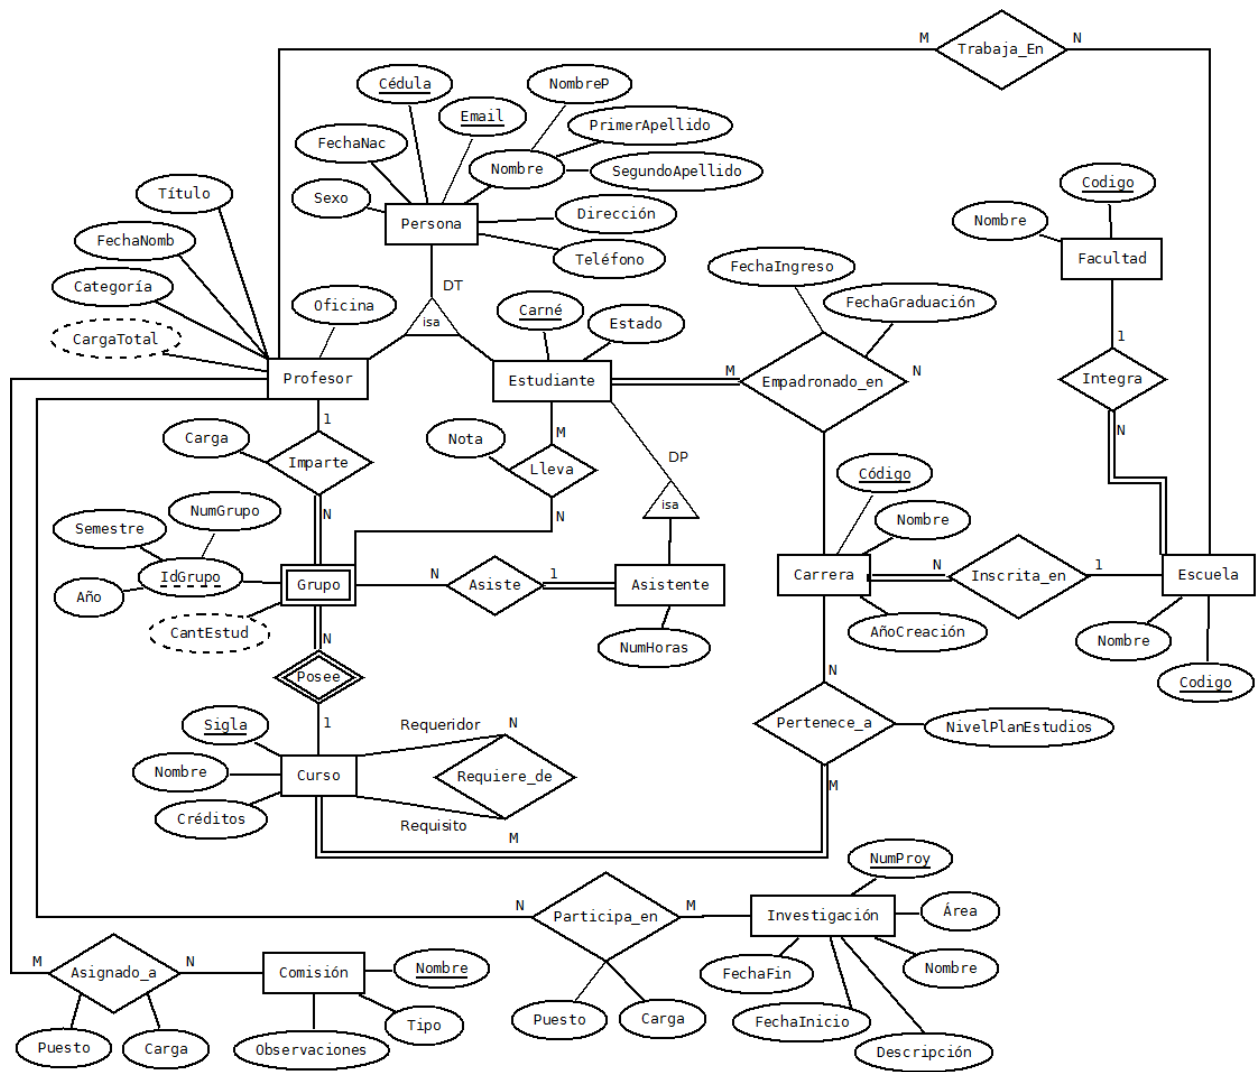 M
Trabaja_En
N
Cédula
NombreP
Email
PrimerApellido
FechaNac
Nombre
SegundoApellido
Título
Sexo
Persona
Dirección
Codigo
Nombre
Facultad
FechaNomb
Teléfono
FechaIngreso
Categoría
DT
FechaGraduación
Oficina
isa
Carné
Estado
CargaTotal
1
Profesor
Estudiante
M
Empadronado_en
N
Integra
1
M
N
Carga
Nota
Imparte
Lleva
DP
Código
isa
NumGrupo
N
N
Nombre
Semestre
IdGrupo
Grupo
N
Asiste
1
Asistente
Carrera
N
Inscrita_en
1
Escuela
Año
CantEstud
N
NumHoras
AñoCreación
Nombre
Posee
N
Codigo
Sigla
1
Requeridor
N
Pertenece_a
NivelPlanEstudios
Nombre
Curso
Requiere_de
M
Créditos
Requisito
M
NumProy
N
Participa_en
M
Investigación
Área
M
Asignado_a
N
Comisión
Nombre
FechaFin
Nombre
Puesto
Carga
Observaciones
Tipo
Puesto
Carga
FechaInicio
Descripción